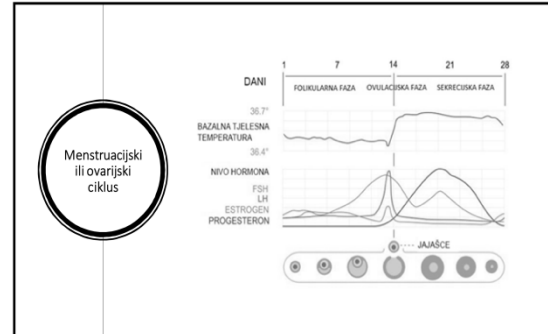 Menstruacijski
ili ovarijski
ciklus
DANI
1 7 14 21 28
FOLIKULARNA FAZA OVULACIJSKA FAZA SEKRECIJSKA FAZA
36.7°
BAZALNA TJELESNA
TEMPERATURA
36.4°
NIVO HORMONA
FSH
LH
ESTROGEN
PROGESTERON
JAJAŠCE